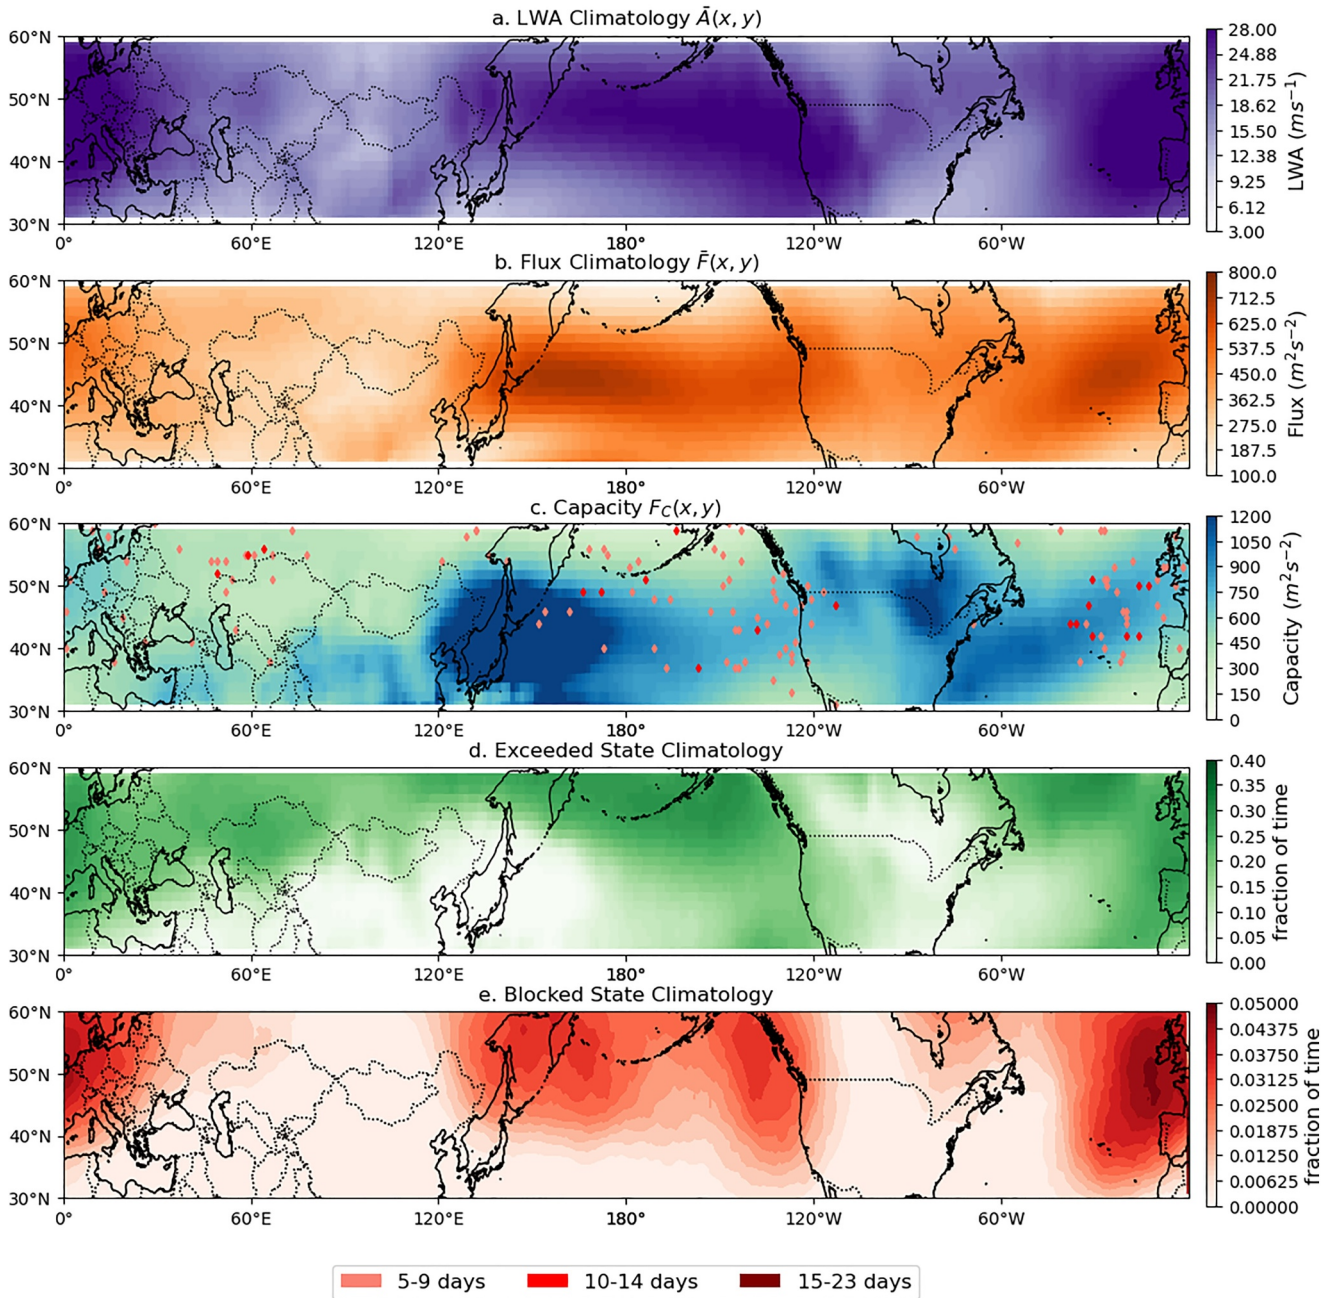 a. LWA Climatology Ā(x, y)
60°N
50°N
40°N
30°N
0°
60°E
120°E
180°
120°W
60°W
28.00
24.88
21.75
18.62
15.50
12.38
9.25
6.12
3.00
LWA (ms⁻¹)
b. Flux Climatology F̄(x, y)
60°N
50°N
40°N
30°N
0°
60°E
120°E
180°
120°W
60°W
800.0
712.5
625.0
537.5
450.0
362.5
275.0
187.5
100.0
Flux (m²s⁻²)
c. Capacity F_C(x, y)
60°N
50°N
40°N
30°N
0°
60°E
120°E
180°
120°W
60°W
1200
1050
900
750
600
450
300
150
0
Capacity (m²s⁻²)
d. Exceeded State Climatology
60°N
50°N
40°N
30°N
0°
60°E
120°E
180°
120°W
60°W
0.40
0.35
0.30
0.25
0.20
0.15
0.10
0.05
0.00
fraction of time
e. Blocked State Climatology
60°N
50°N
40°N
30°N
0°
60°E
120°E
180°
120°W
60°W
0.05000
0.04375
0.03750
0.03125
0.02500
0.01875
0.01250
0.00625
0.00000
fraction of time
5-9 days 10-14 days 15-23 days